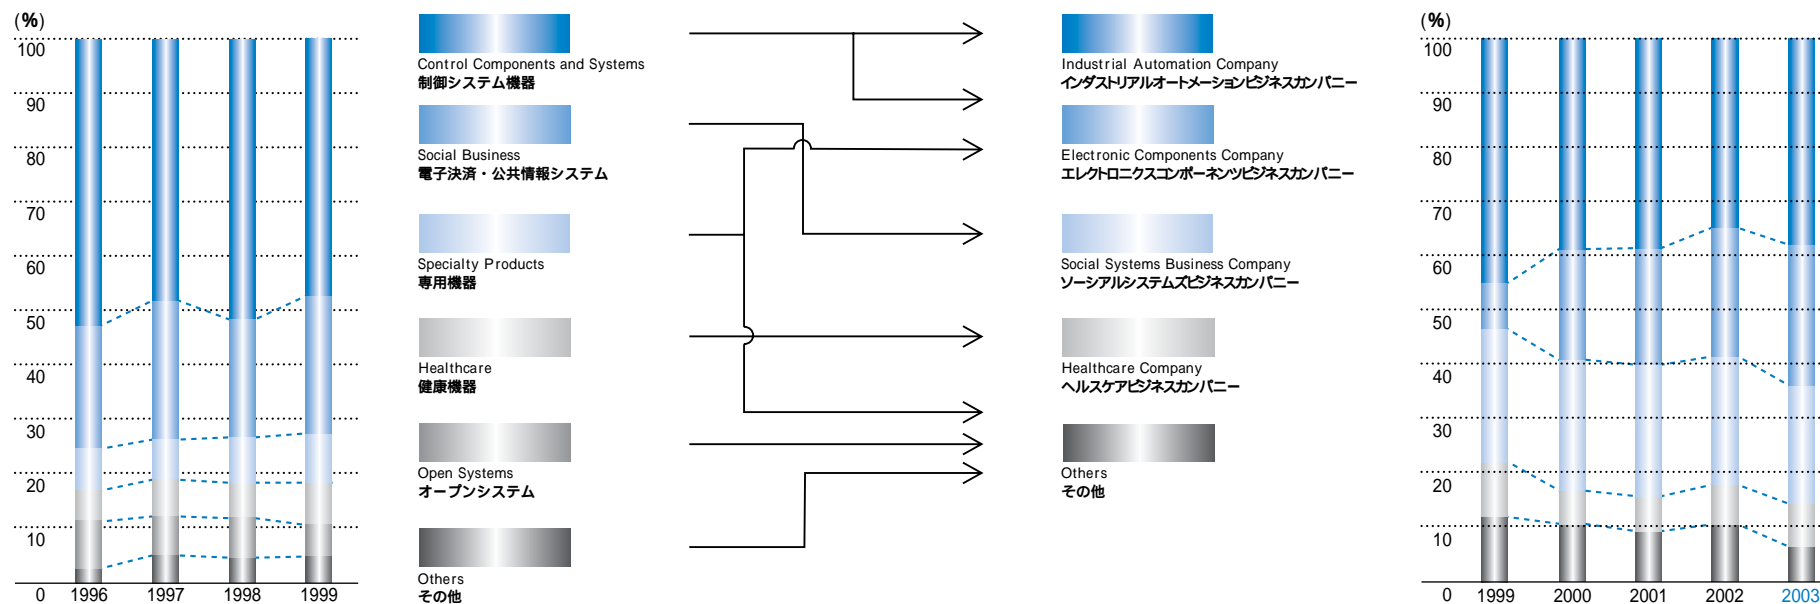 (%)
100
90
80
70
60
50
40
30
20
10
0
1996 1997 1998 1999
Control Components and Systems
制御システム機器
Social Business
電子決済・公共情報システム
Specialty Products
専用機器
Healthcare
健康機器
Open Systems
オープンシステム
Others
その他
Industrial Automation Company
インダストリアルオートメーションビジネスカンパニー
Electronic Components Company
エレクトロニクスコンポーネンツビジネスカンパニー
Social Systems Business Company
ソーシアルシステムズビジネスカンパニー
Healthcare Company
ヘルスケアビジネスカンパニー
Others
その他
(%)
100
90
80
70
60
50
40
30
20
10
0
1999 2000 2001 2002 2003